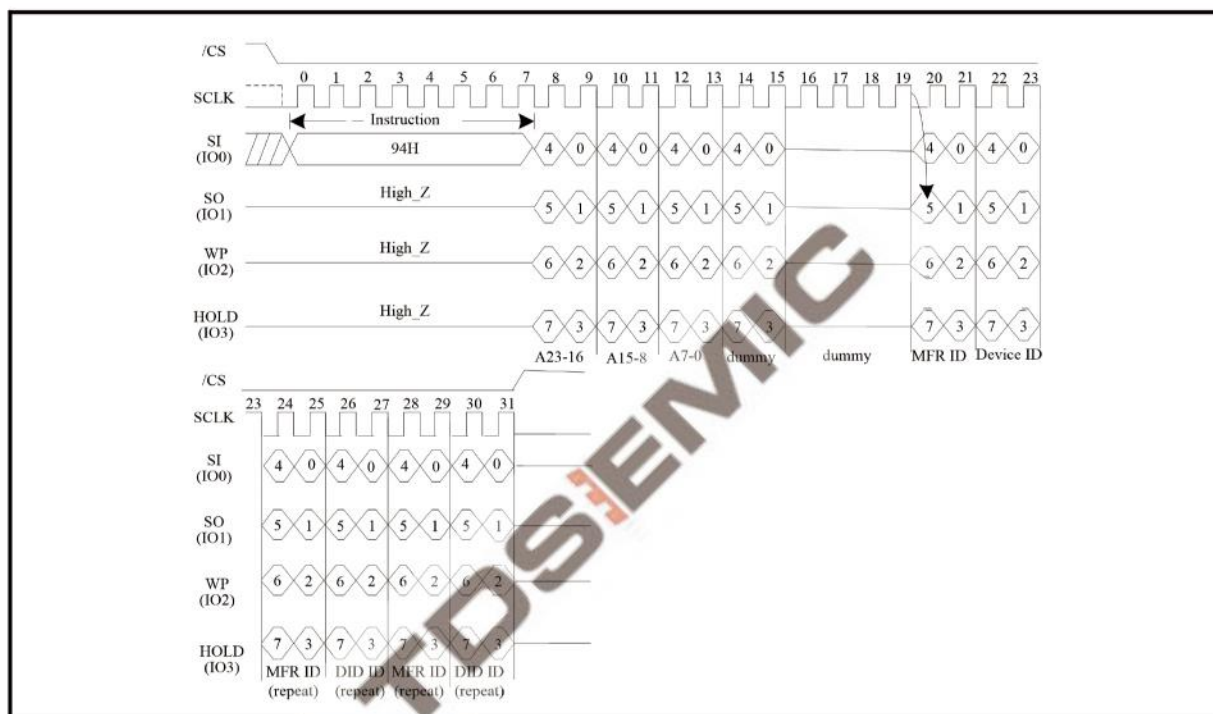 /CS
0 1 2 3 4 5 6 7 8 9 10 11 12 13 14 15 16 17 18 19 20 21 22 23
SCLK
Instruction
SI
(IO0)
94H
4 0 4 0 4 0 4 0 4 0 4 0
SO
(IO1)
High_Z
5 1 5 1 5 1 5 1 5 1 5 1
WP
(IO2)
High_Z
6 2 6 2 6 2 6 2 6 2 6 2
HOLD
(IO3)
High_Z
7 3 7 3 7 3 7 3 7 3 7 3
A23-16 A15-8 A7-0 dummy dummy MFR ID Device ID
/CS
23 24 25 26 27 28 29 30 31
SCLK
SI
(IO0)
4 0 4 0 4 0 4 0
SO
(IO1)
5 1 5 1 5 1 5 1
WP
(IO2)
6 2 6 2 6 2 6 2
HOLD
(IO3)
7 3 7 3 7 3 7 3
MFR ID DID ID MFR ID DID ID
(repeat) (repeat) (repeat) (repeat)
TDSEMIC